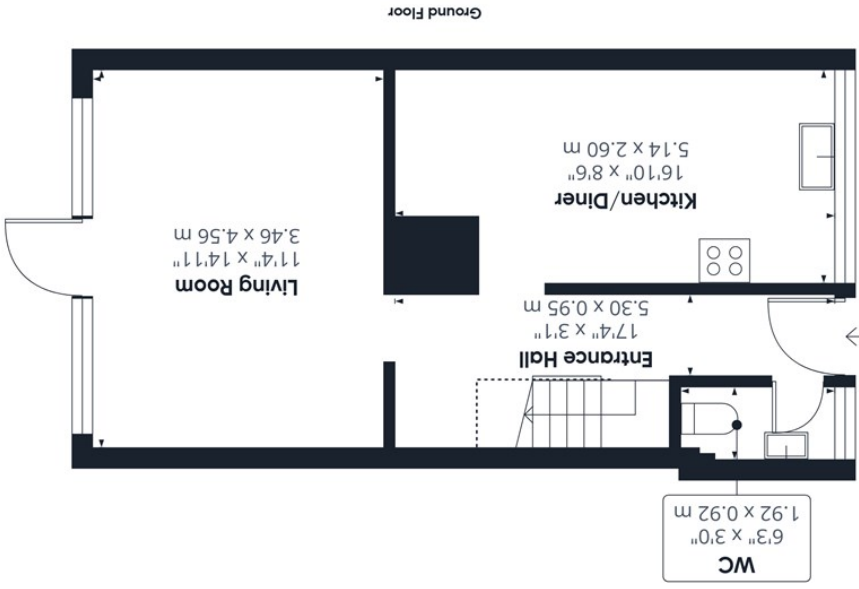 WC
6'3" x 3'0"
1.92 x 0.92 m
Entrance Hall
17'4" x 3'1"
5.30 x 0.95 m
Living Room
11'4" x 14'11"
3.46 x 4.56 m
Kitchen/Diner
16'10" x 8'6"
5.14 x 2.60 m
Ground Floor